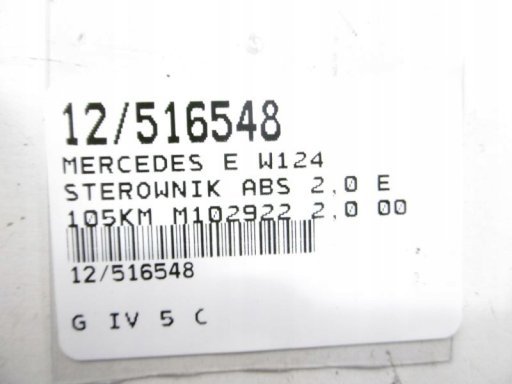 12/516548
MERCEDES E W124
STEROWNIK ABS 2,0 E
105KM M102922 2,0 00
12/516548
G IV 5 C